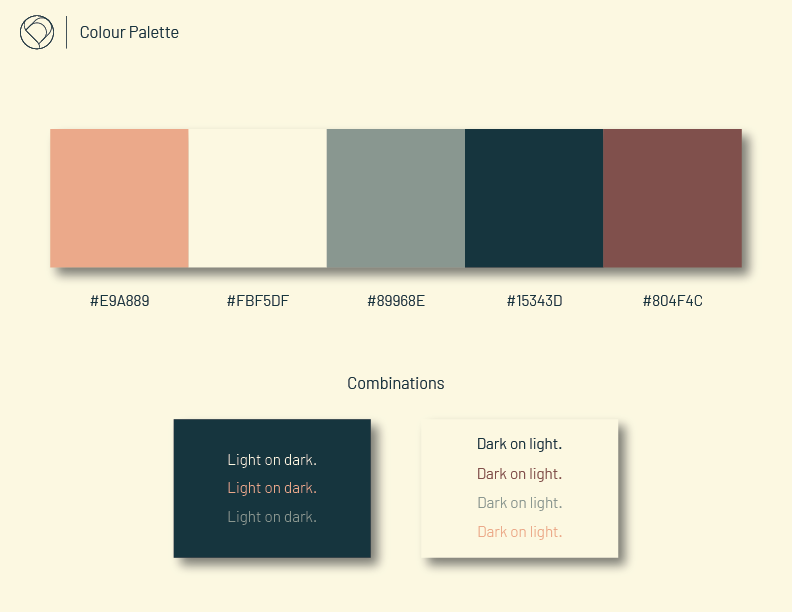 Colour Palette
#E9A889
#FBF5DF
#89968E
#15343D
#804F4C
Combinations
Light on dark.
Light on dark.
Light on dark.
Dark on light.
Dark on light.
Dark on light.
Dark on light.